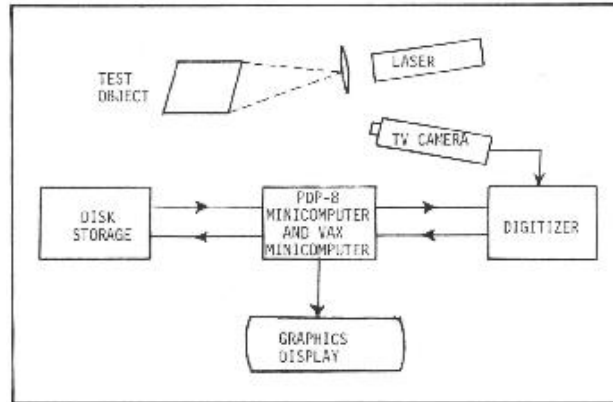 TEST
OBJECT
LASER
TV CAMERA
DISK
STORAGE
PDP-8
MINICOMPUTER
AND VAX
MINICOMPUTER
DIGITIZER
GRAPHICS
DISPLAY